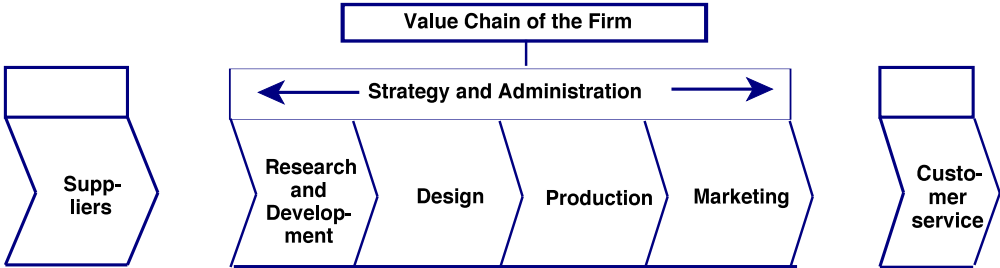 Value Chain of the Firm
Strategy and Administration
Supp-
liers
Research
and
Develop-
ment
Design
Production
Marketing
Custo-
mer
service